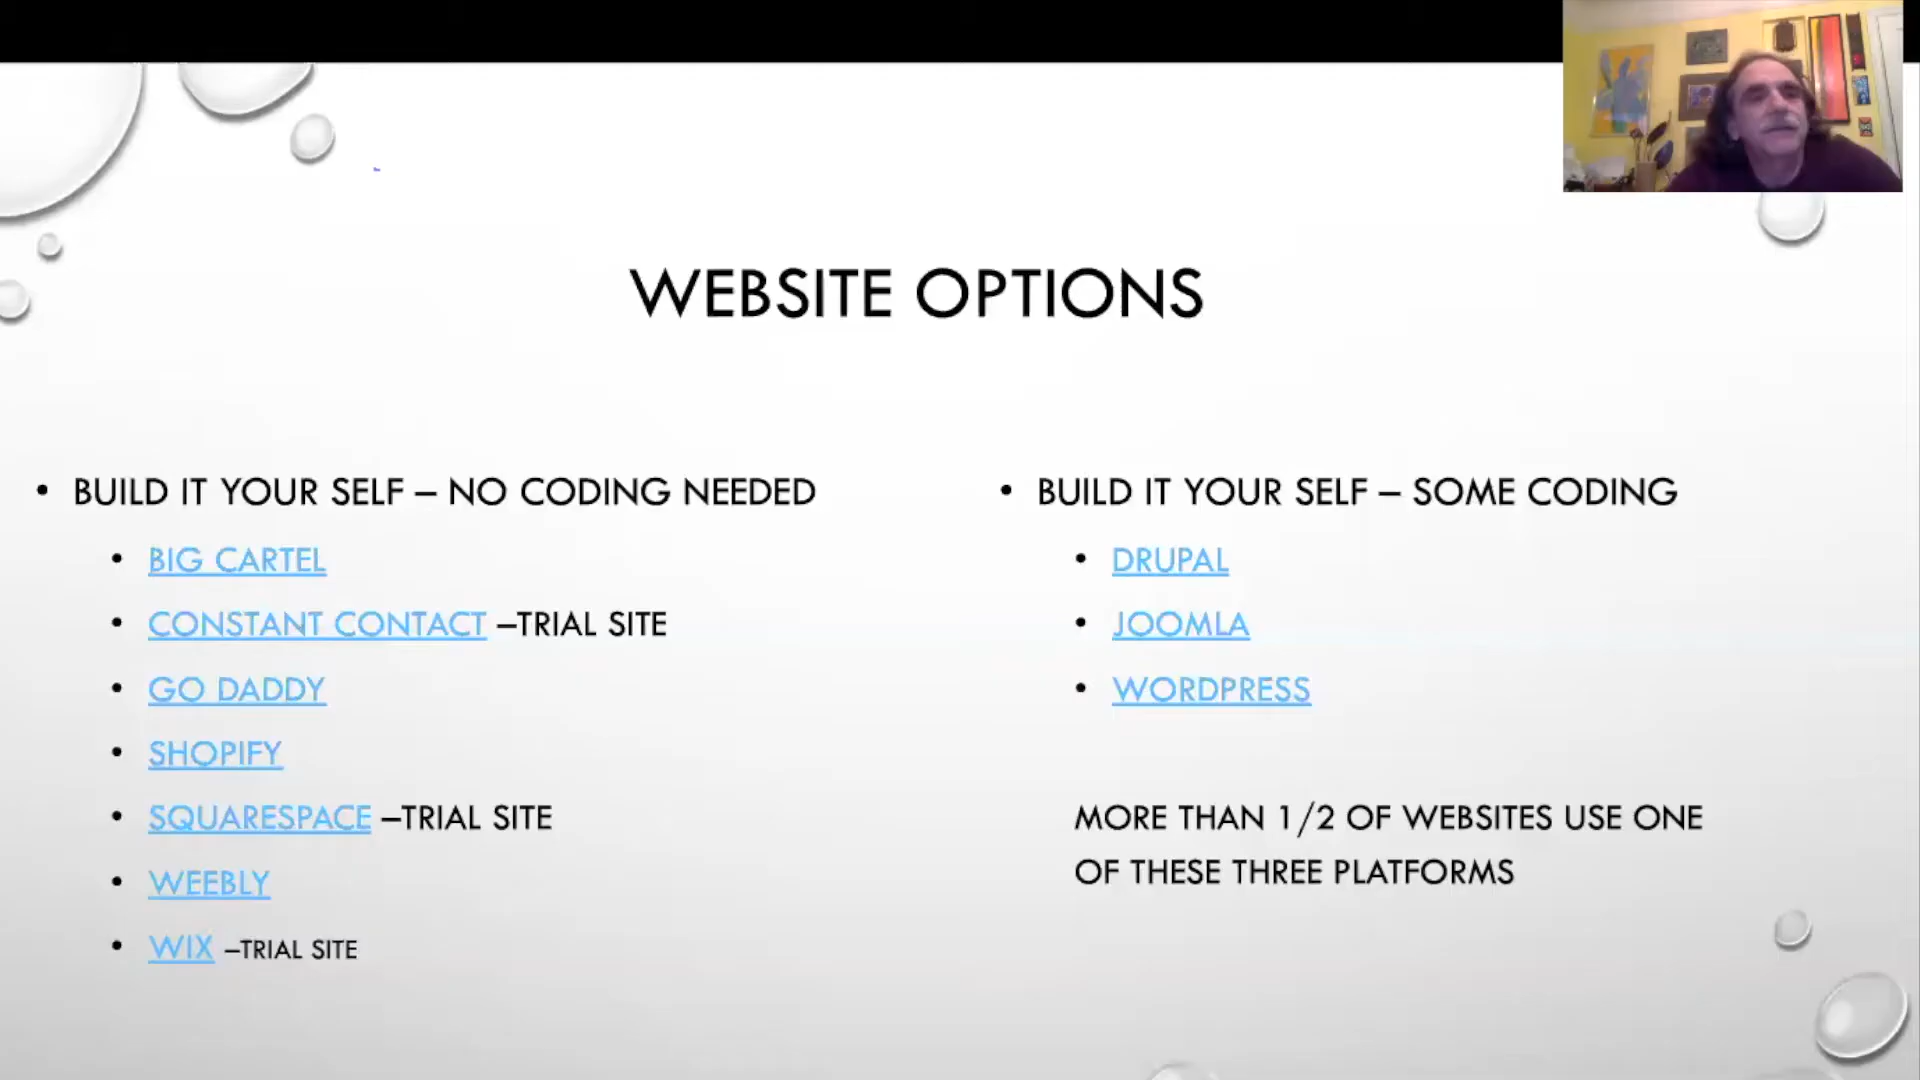 WEBSITE OPTIONS
• BUILD IT YOUR SELF – NO CODING NEEDED
• BIG CARTEL
• CONSTANT CONTACT –TRIAL SITE
• GO DADDY
• SHOPIFY
• SQUARESPACE –TRIAL SITE
• WEEBLY
• WIX –TRIAL SITE
• BUILD IT YOUR SELF – SOME CODING
• DRUPAL
• JOOMLA
• WORDPRESS
MORE THAN 1/2 OF WEBSITES USE ONE
OF THESE THREE PLATFORMS